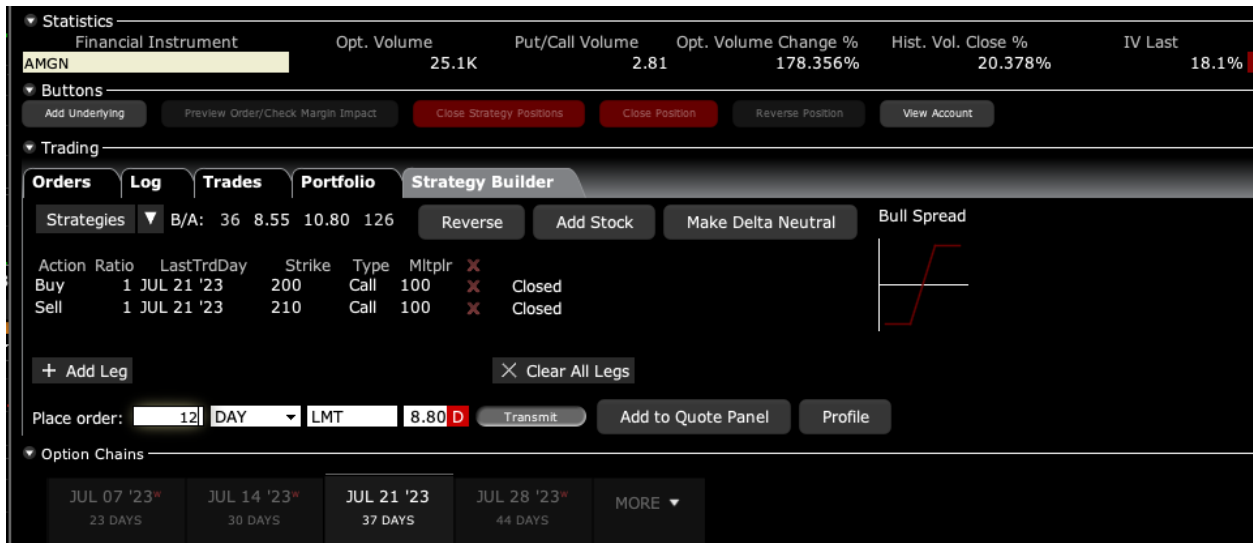 Statistics
Financial Instrument Opt. Volume Put/Call Volume Opt. Volume Change % Hist. Vol. Close % IV Last
AMGN 25.1K 2.81 178.356% 20.378% 18.1%
Buttons
Add Underlying Preview Order/Check Margin Impact Close Strategy Positions Close Position Reverse Position View Account
Trading
Orders Log Trades Portfolio Strategy Builder
Strategies ▼ B/A: 36 8.55 10.80 126 Reverse Add Stock Make Delta Neutral Bull Spread
Action Ratio LastTrdDay Strike Type Mltplr X
Buy 1 JUL 21 '23 200 Call 100 X Closed
Sell 1 JUL 21 '23 210 Call 100 X Closed
+ Add Leg X Clear All Legs
Place order: 12 DAY LMT 8.80 D Transmit Add to Quote Panel Profile
Option Chains
JUL 07 '23W JUL 14 '23W JUL 21 '23 JUL 28 '23W MORE ▼
23 DAYS 30 DAYS 37 DAYS 44 DAYS